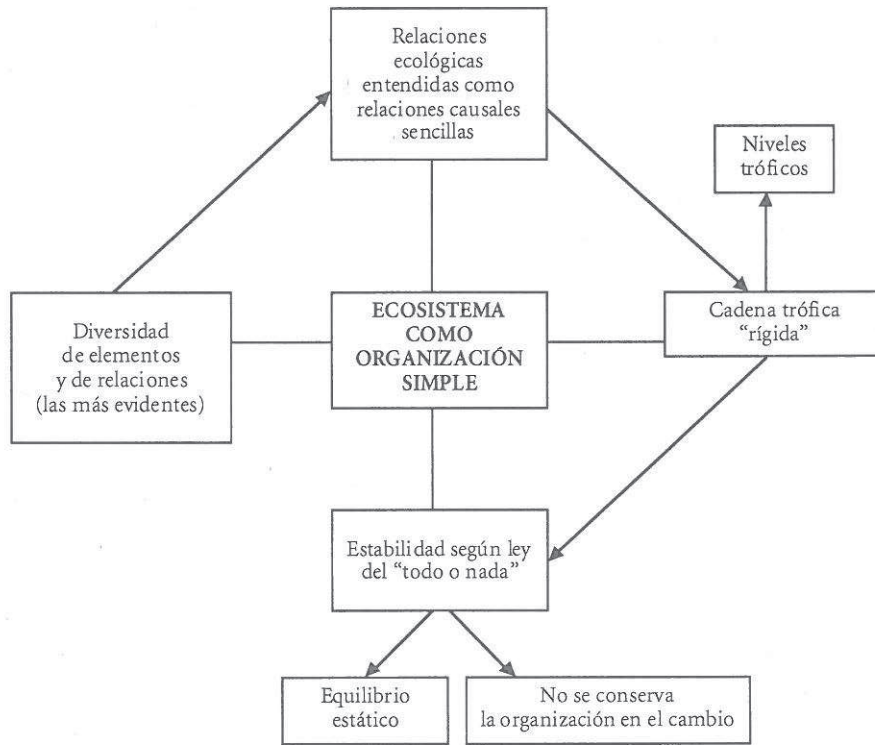 Relaciones
ecológicas
entendidas como
relaciones causales
sencillas
Niveles
tróficos
Diversidad
de elementos
y de relaciones
(las más evidentes)
ECOSISTEMA
COMO
ORGANIZACIÓN
SIMPLE
Cadena trófica
“rígida”
Estabilidad según ley
del “todo o nada”
Equilibrio
estático
No se conserva
la organización en el cambio